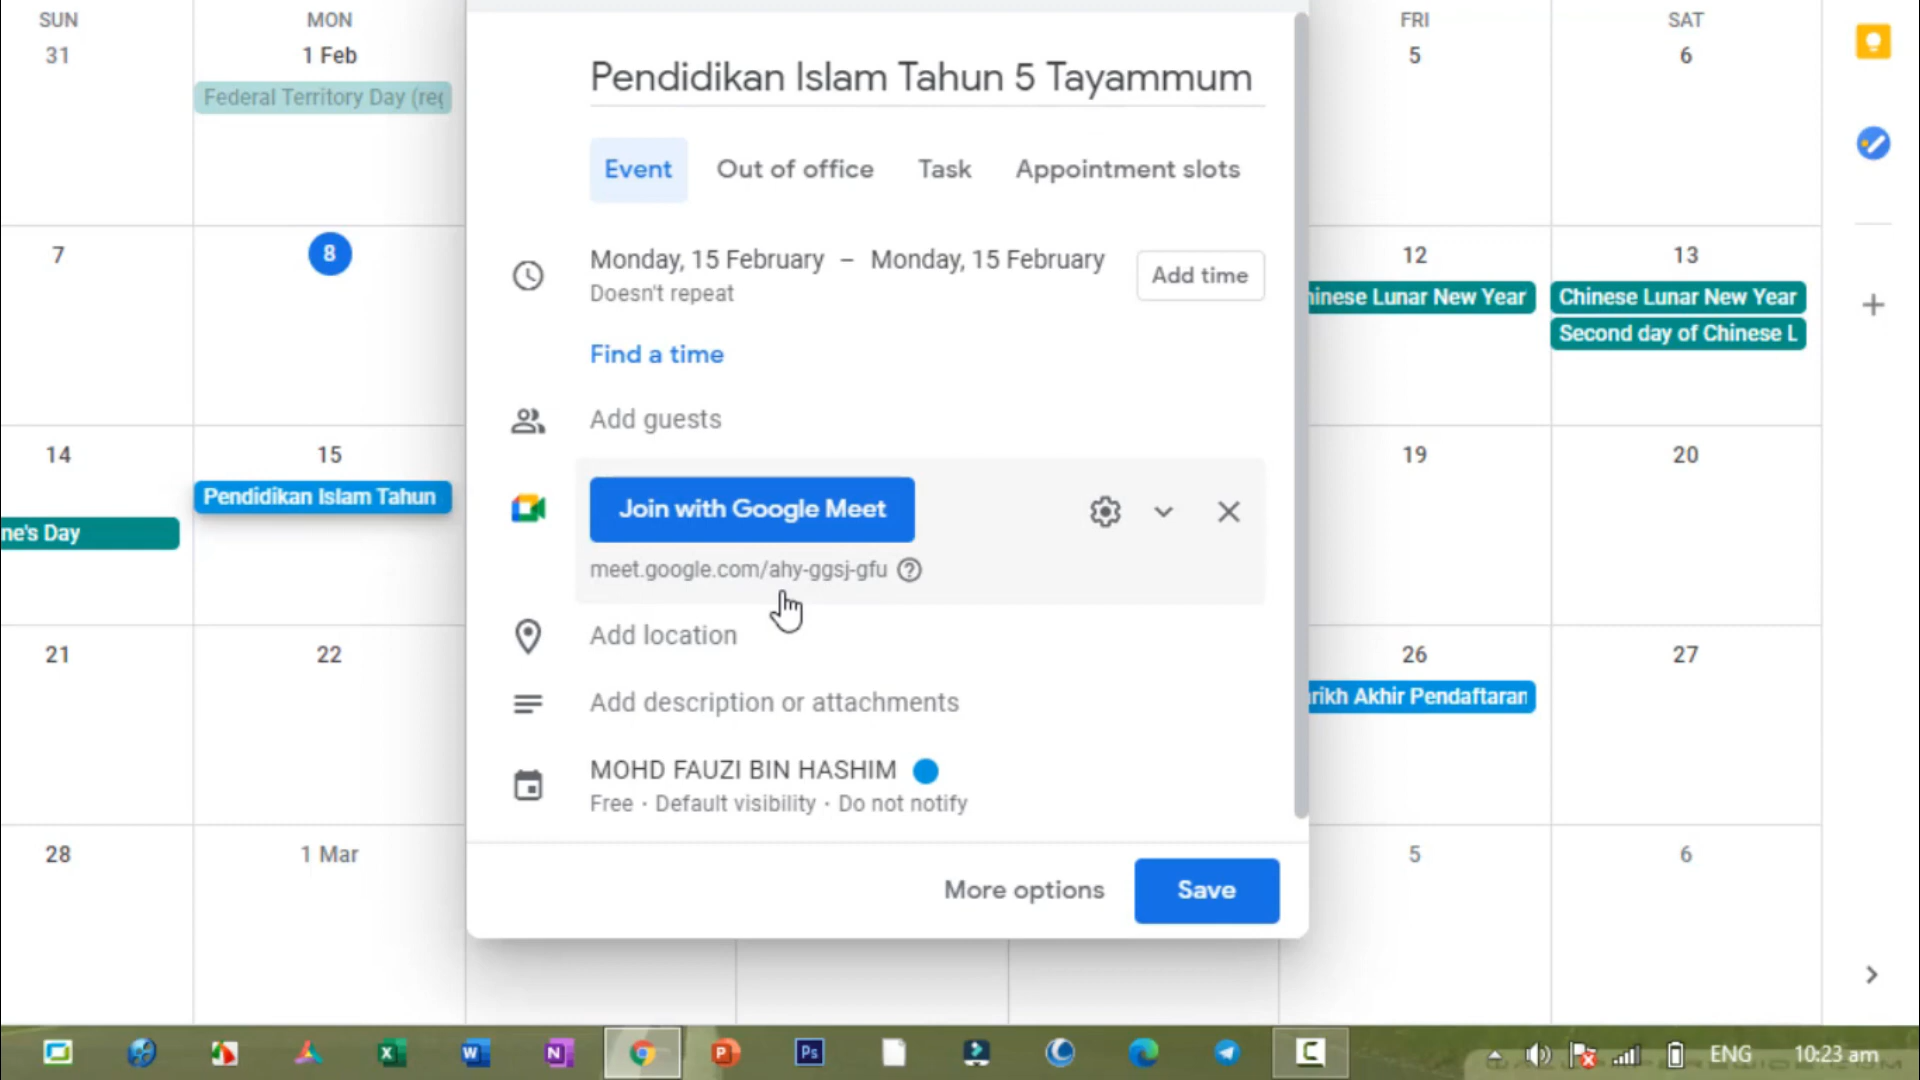 SUN
MON
FRI
SAT
31
1 Feb
5
6
Federal Territory Day (reg
Pendidikan Islam Tahun 5 Tayammum
Event
Out of office
Task
Appointment slots
7
8
12
13
Monday, 15 February – Monday, 15 February
Add time
Doesn't repeat
hinese Lunar New Year
Chinese Lunar New Year
Second day of Chinese L
Find a time
Add guests
14
15
19
20
Pendidikan Islam Tahun
ne's Day
Join with Google Meet
meet.google.com/ahy-ggsj-gfu
Add location
21
22
26
27
Add description or attachments
rikh Akhir Pendaftaran
MOHD FAUZI BIN HASHIM
Free · Default visibility · Do not notify
28
1 Mar
5
6
More options
Save
ENG
10:23 am